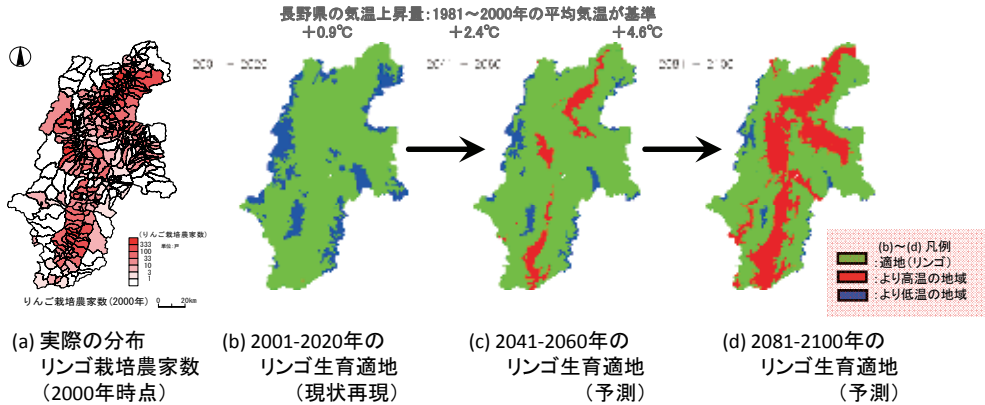 長野県の気温上昇量:1981～2000年の平均気温が基準
＋0.9℃
＋2.4℃
＋4.6℃
2041 － 2060
2081 － 2100
(りんご栽培農家数)
単位:戸
333
100
33
10
3
1
りんご栽培農家数(2000年)
0 20km
(b)～(d) 凡例
:適地(リンゴ)
:より高温の地域
:より低温の地域
(a) 実際の分布
リンゴ栽培農家数
(2000年時点)
(b) 2001-2020年の
リンゴ生育適地
(現状再現)
(c) 2041-2060年の
リンゴ生育適地
(予測)
(d) 2081-2100年の
リンゴ生育適地
(予測)